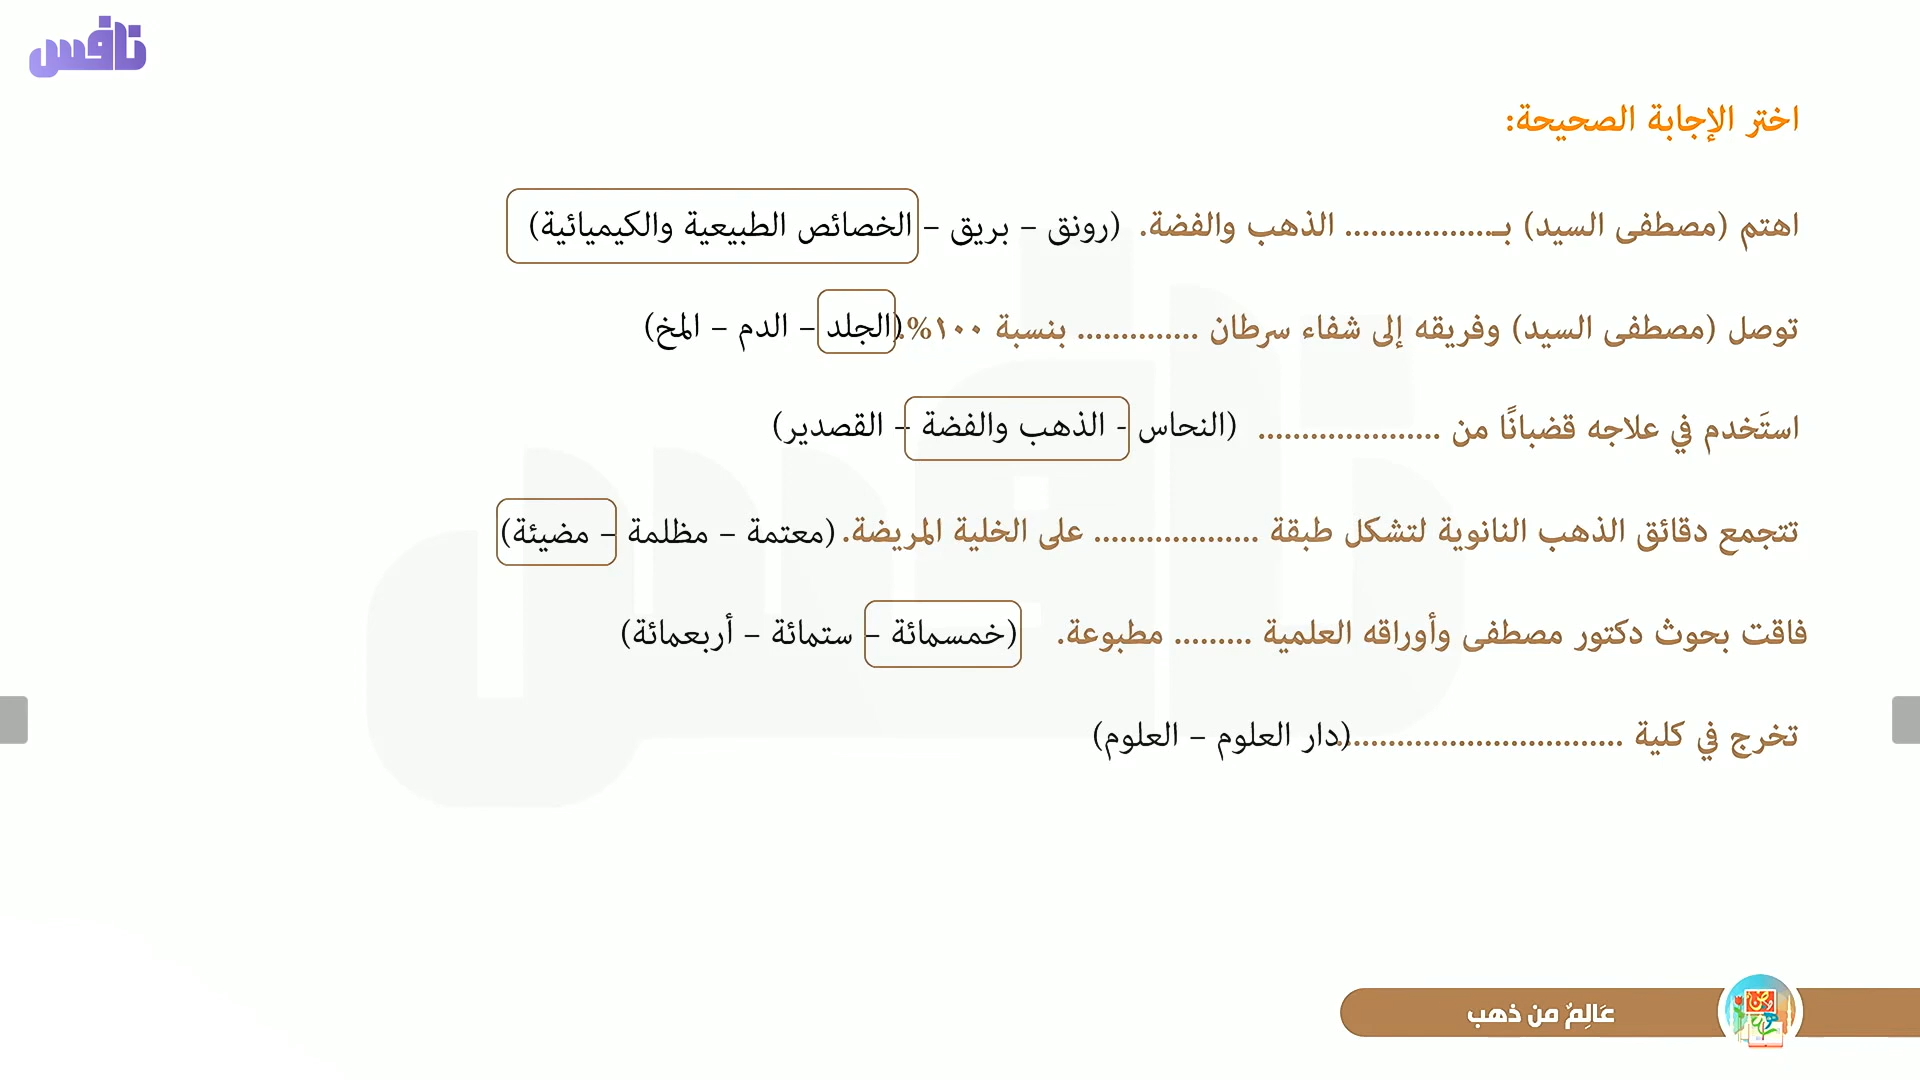 نافس
اختر الإجابة الصحيحة:
اهتم (مصطفى السيد) بـ................. الذهب والفضة. (رونق – بريق – الخصائص الطبيعية والكيميائية)
توصل (مصطفى السيد) وفريقه إلى شفاء سرطان .............. بنسبة ١٠٠%. (الجلد – الدم – المخ)
استَخدم في علاجه قضبانًا من ..................... (النحاس - الذهب والفضة – القصدير)
تتجمع دقائق الذهب النانوية لتشكل طبقة ................... على الخلية المريضة. (معتمة – مظلمة – مضيئة)
فاقت بحوث دكتور مصطفى وأوراقه العلمية ......... مطبوعة. (خمسمائة – ستمائة – أربعمائة)
تخرج في كلية ................................ (دار العلوم – العلوم)
عَالِمٌ من ذهب